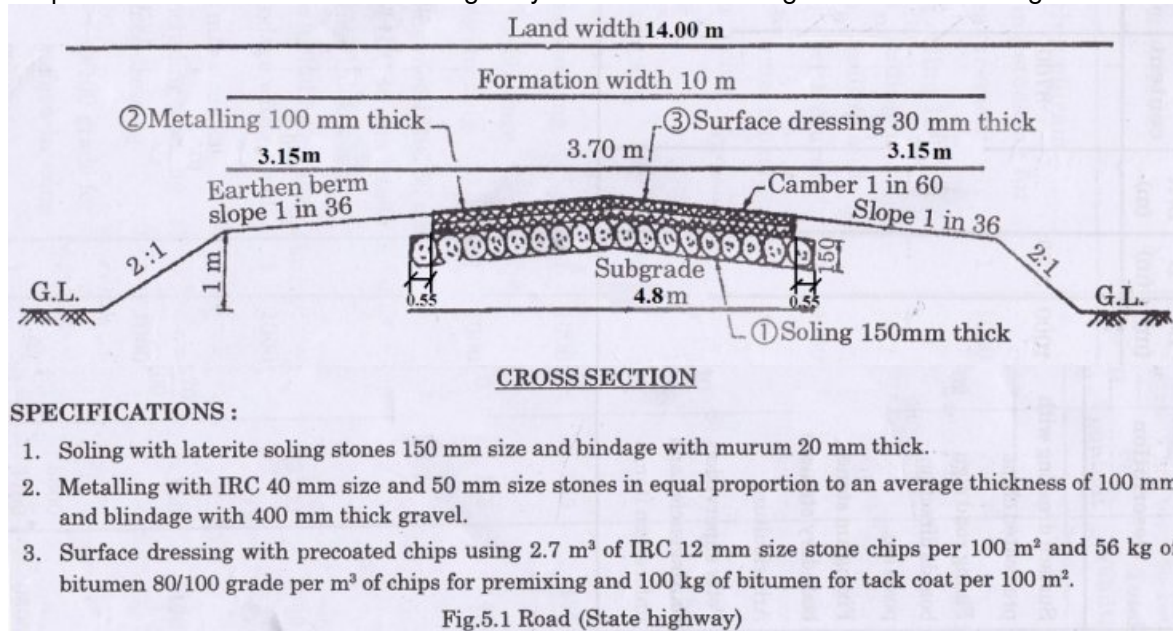 Land width 14.00 m
Formation width 10 m
②Metalling 100 mm thick
③Surface dressing 30 mm thick
3.15m
3.70 m
3.15m
Earthen berm
slope 1 in 36
Camber 1 in 60
Slope 1 in 36
2:1
1 m
150
2:1
Subgrade
G.L.
0.55
4.8m
0.55
G.L.
①Soling 150mm thick
CROSS SECTION
SPECIFICATIONS :
1. Soling with laterite soling stones 150 mm size and bindage with murum 20 mm thick.
2. Metalling with IRC 40 mm size and 50 mm size stones in equal proportion to an average thickness of 100 mm
and blindage with 400 mm thick gravel.
3. Surface dressing with precoated chips using 2.7 m³ of IRC 12 mm size stone chips per 100 m² and 56 kg of
bitumen 80/100 grade per m³ of chips for premixing and 100 kg of bitumen for tack coat per 100 m².
Fig.5.1 Road (State highway)